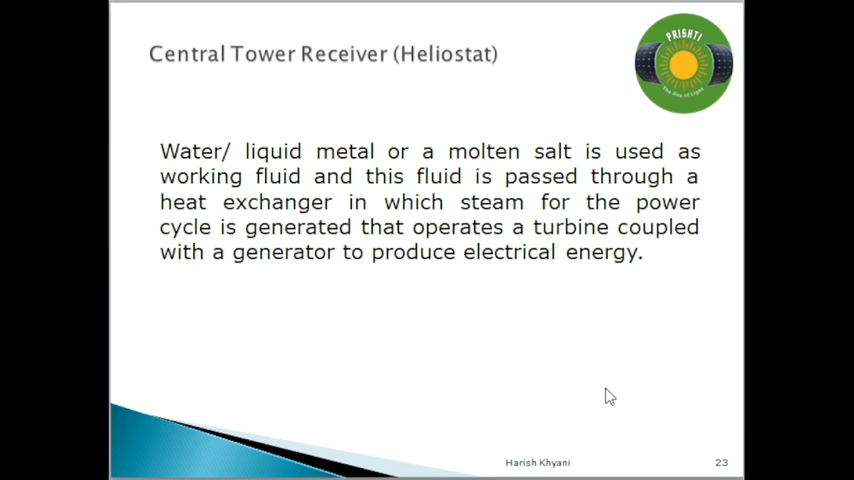 Central Tower Receiver (Heliostat)
PRISHTI
The Ray of Light
Water/ liquid metal or a molten salt is used as
working fluid and this fluid is passed through a
heat exchanger in which steam for the power
cycle is generated that operates a turbine coupled
with a generator to produce electrical energy.
Harish Khyani
23